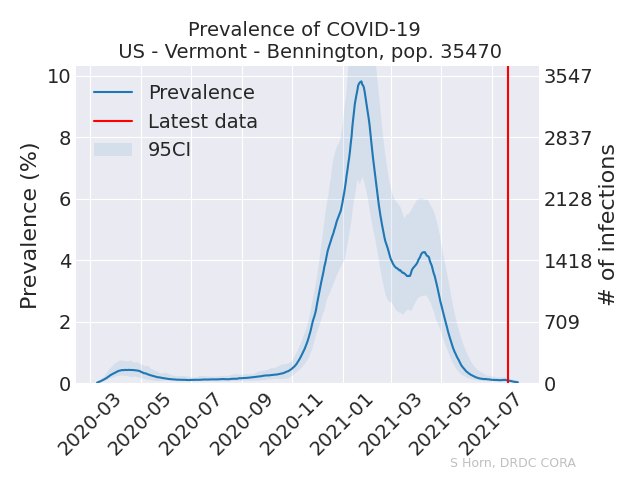 Prevalence of COVID-19
US - Vermont - Bennington, pop. 35470
Prevalence
Latest data
95CI
Prevalence (%)
10
8
6
4
2
0
3547
2837
2128
1418
709
0
# of infections
2020-03
2020-05
2020-07
2020-09
2020-11
2021-01
2021-03
2021-05
2021-07
S Horn, DRDC CORA